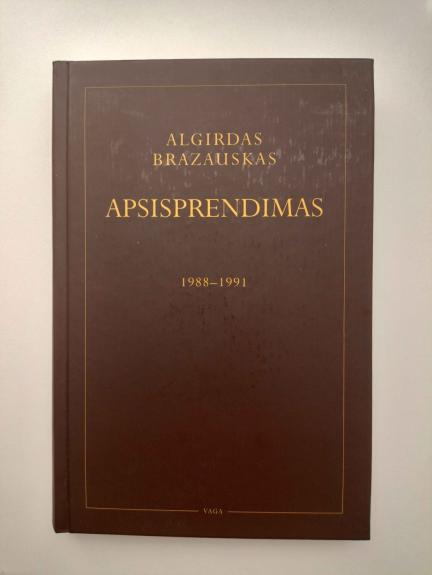 ALGIRDAS
BRAZAUSKAS
APSISPRENDIMAS
1988–1991
VAGA